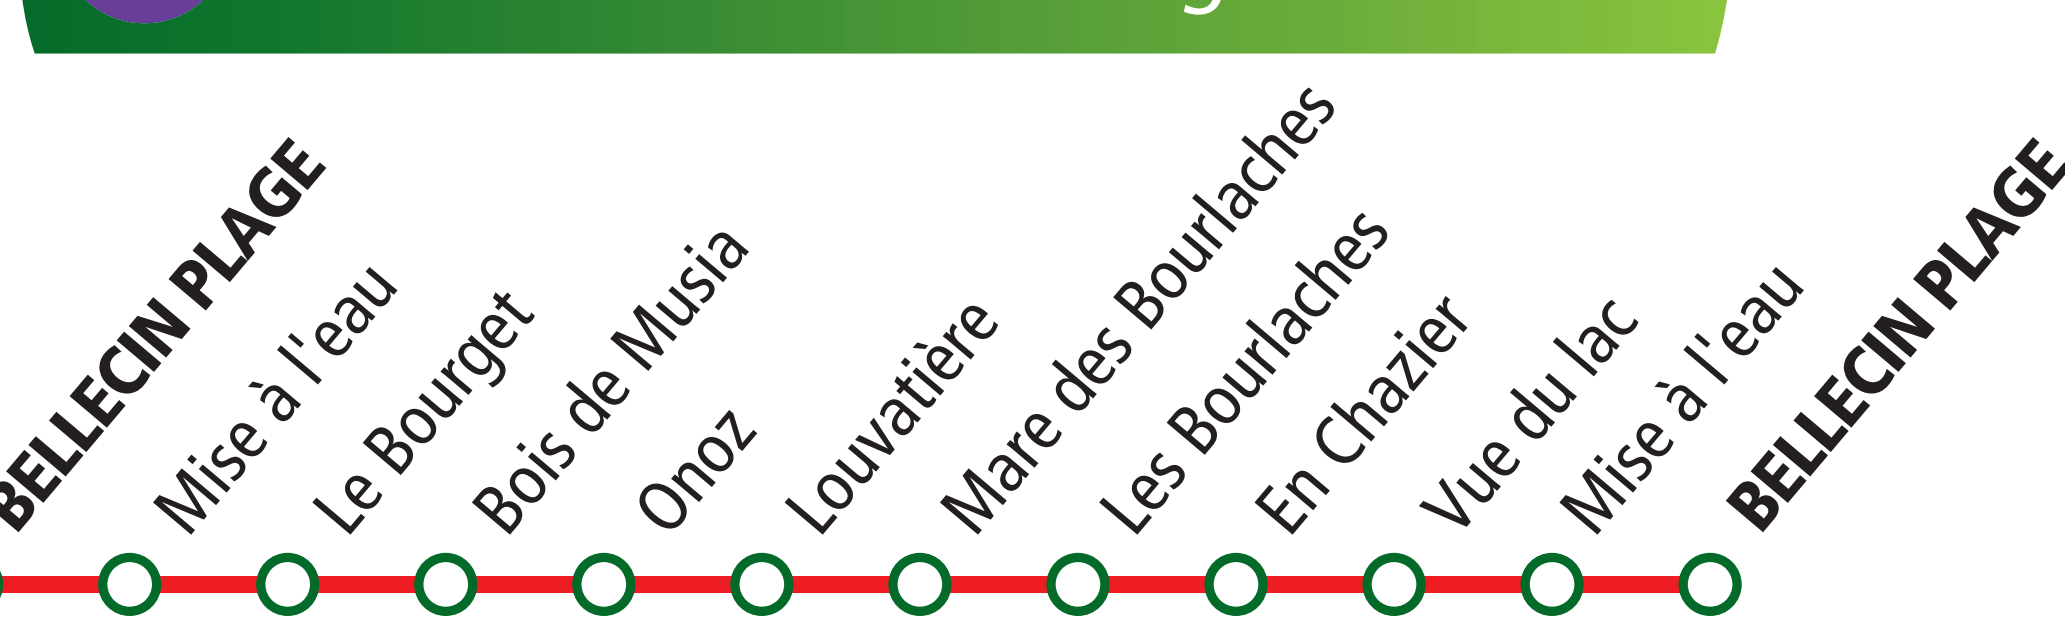 BELLECIN PLAGE
Mise à l'eau
Le Bourget
Bois de Musia
Onoz
Louvatière
Mare des Bourlaches
Les Bourlaches
En Chazier
Vue du lac
Mise à l'eau
BELLECIN PLAGE